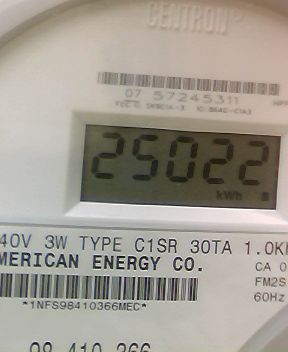 CENTRON®
07 57245311
25022
kWh
40V 3W TYPE C1SR 30TA 1.0K
MERICAN ENERGY CO.
CA 0
FM2S
*1NFS98410366MEC*
60Hz
98 410 366